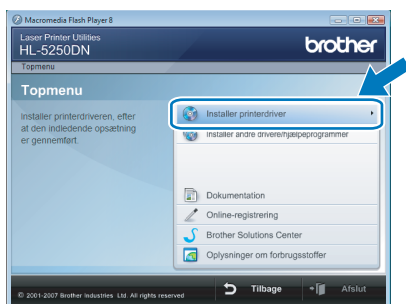 Macromedia Flash Player 8
Laser Printer Utilities
HL-5250DN
brother
Topmenu
Topmenu
Installer printerdriveren, efter
at den indledende opsætning
er gennemført.
Installer printerdriver
Installer andre drivere/hjælpeprogrammer
Dokumentation
Online-registrering
Brother Solutions Center
Oplysninger om forbrugsstoffer
© 2001-2007 Brother Industries Ltd. All rights reserved
Tilbage
Afslut